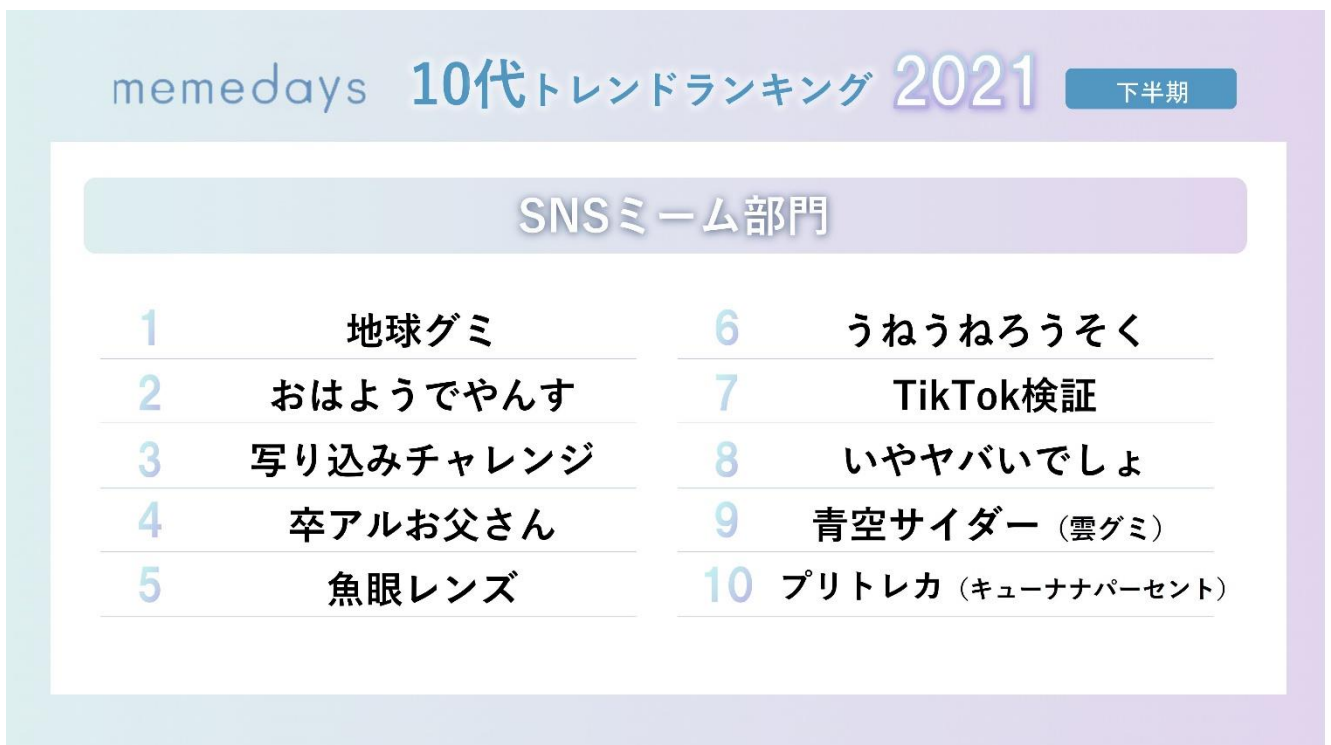 memedays 10代トレンドランキング 2021 下半期
SNSミーム部門
1 地球グミ
2 おはようでやんす
3 写り込みチャレンジ
4 卒アルお父さん
5 魚眼レンズ
6 うねうねろうそく
7 TikTok検証
8 いやヤバいでしょ
9 青空サイダー（雲グミ）
10 プリトレカ（キューナナパーセント）